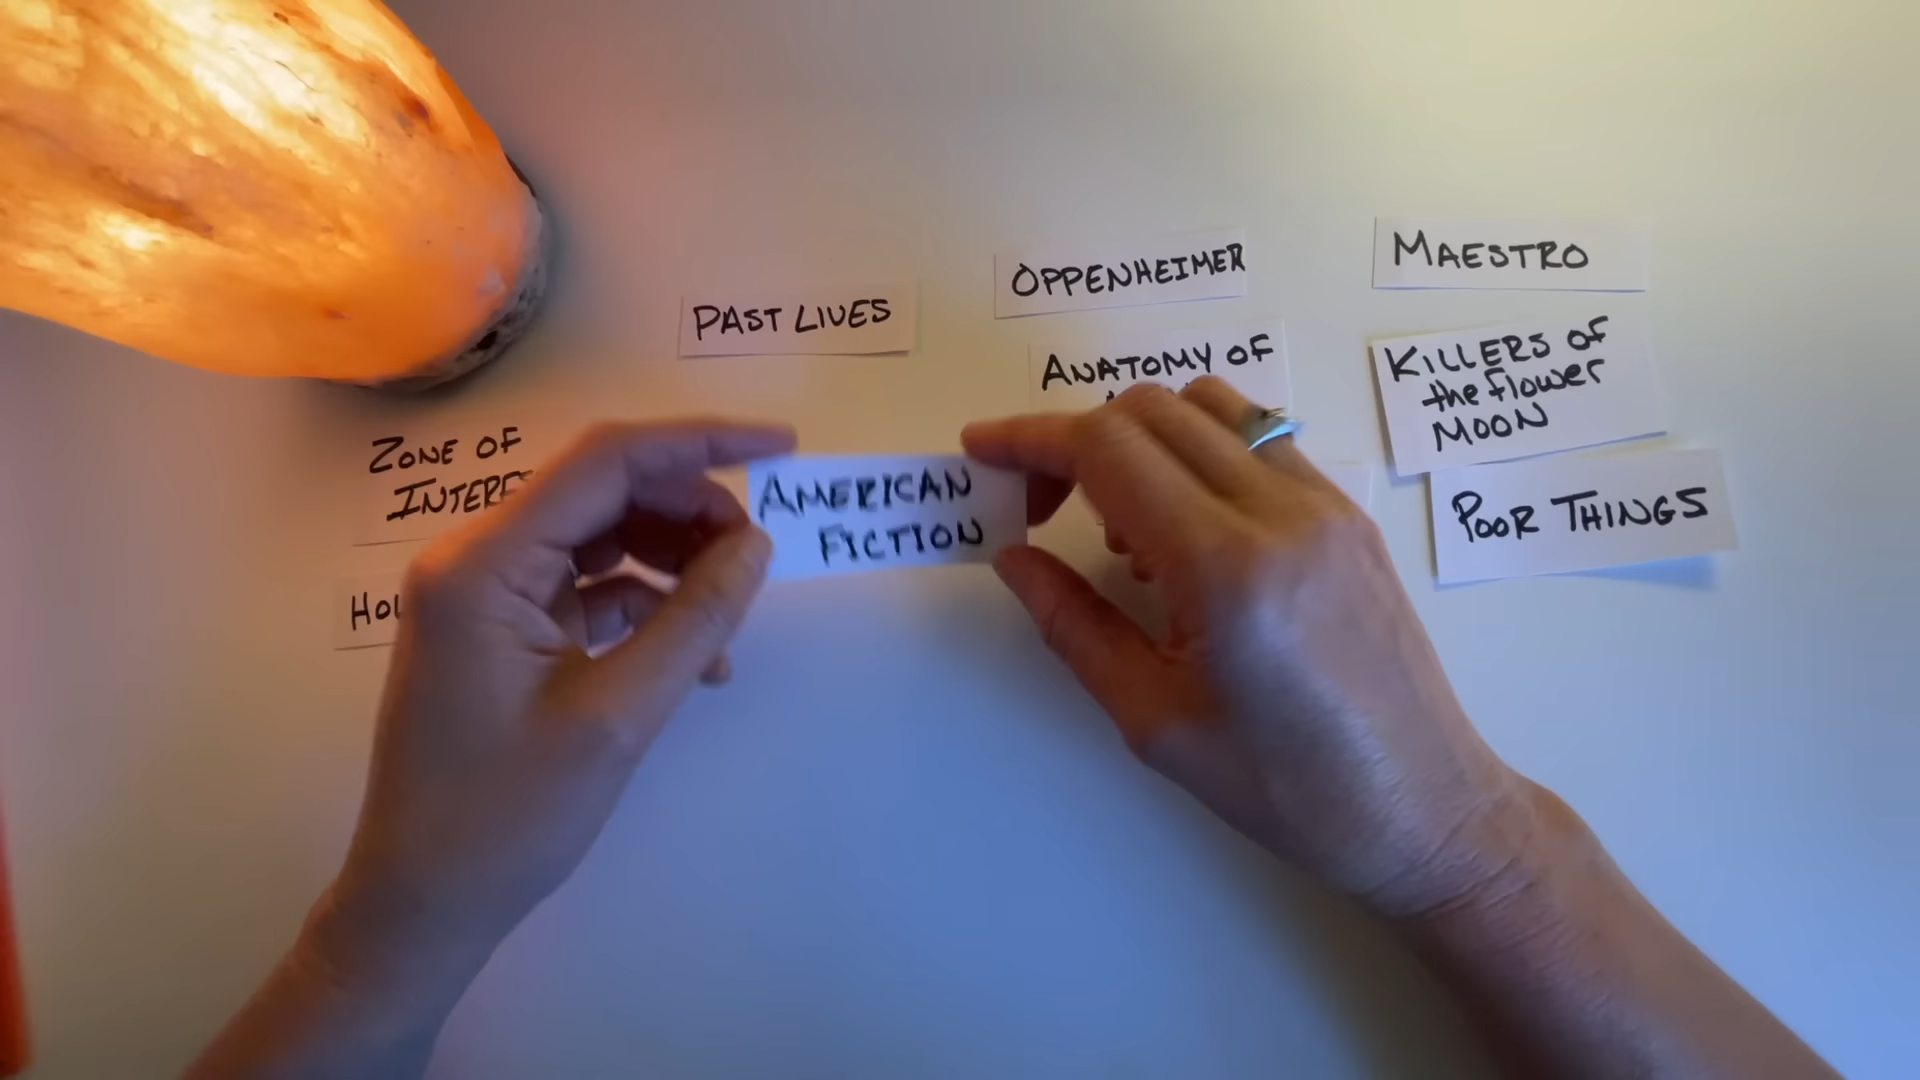 MAESTRO
OPPENHEIMER
PAST LIVES
ANATOMY OF
KILLERS OF
the flower
MOON
ZONE OF
AMERICAN
FICTION
POOR THINGS